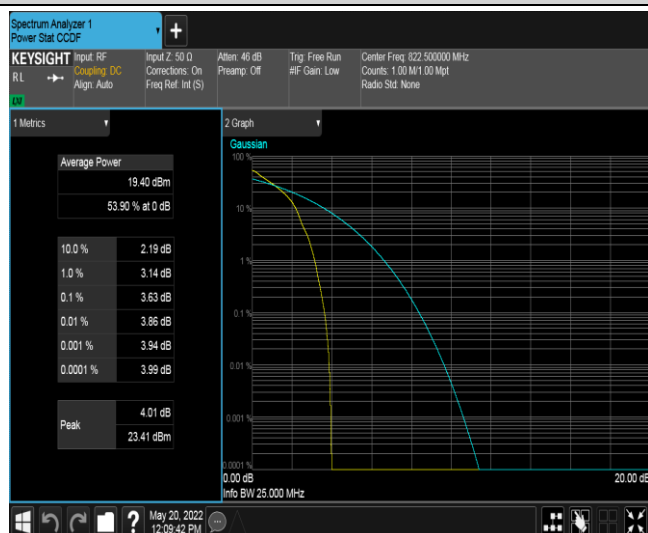 Spectrum Analyzer 1
Power Stat CCDF
+
KEYSIGHT
RL
LXI
Input: RF
Coupling: DC
Align: Auto
Input Z: 50 Ω
Corrections: On
Freq Ref: Int (S)
Atten: 46 dB
Preamp: Off
Trig: Free Run
#IF Gain: Low
Center Freq: 822.500000 MHz
Counts: 1.00 M/1.00 Mpt
Radio Std: None
1 Metrics
Average Power
19.40 dBm
53.90 % at 0 dB
10.0 % 2.19 dB
1.0 % 3.14 dB
0.1 % 3.63 dB
0.01 % 3.86 dB
0.001 % 3.94 dB
0.0001 % 3.99 dB
Peak
4.01 dB
23.41 dBm
2 Graph
Gaussian
100 %
10 %
1 %
0.1 %
0.01 %
0.001 %
0.0001 %
0.00 dB
20.00 dB
Info BW 25.000 MHz
?
May 20, 2022
12:09:42 PM